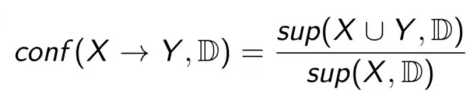 conf(X → Y, 𝔻) = sup(X ∪ Y, 𝔻) / sup(X, 𝔻)